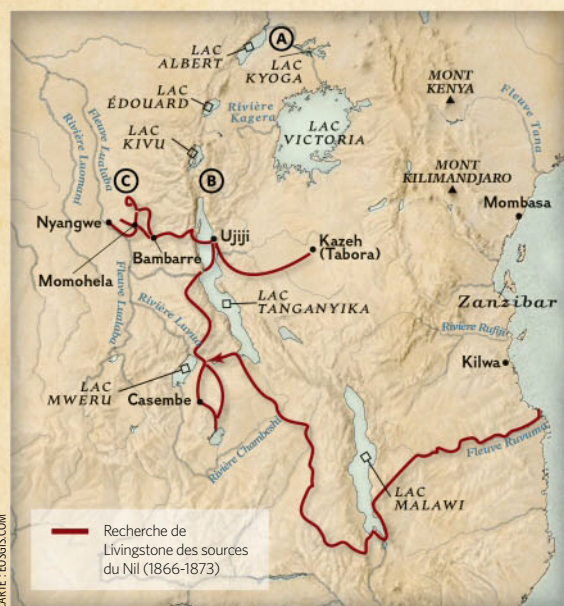 A
LAC
ALBERT
LAC
KYOGA
LAC
ÉDOUARD
Rivière
Kagera
MONT
KENYA
Fleuve Tana
LAC
KIVU
LAC
VICTORIA
Fleuve Lualaba
Rivière Luomani
MONT
KILIMANDJARO
C
B
Mombasa
Nyangwe
Ujiji
Kazeh
(Tabora)
Bambarre
Momohela
Zanzibar
Fleuve Lualaba
LAC
TANGANYIKA
Rivière Luvua
Rivière Rufiji
Kilwa
LAC
MWERU
Casembe
Rivière Chambeshi
Fleuve Ruvuma
LAC
MALAWI
Recherche de
Livingstone des sources
du Nil (1866-1873)
CARTE : EOSGIS.COM